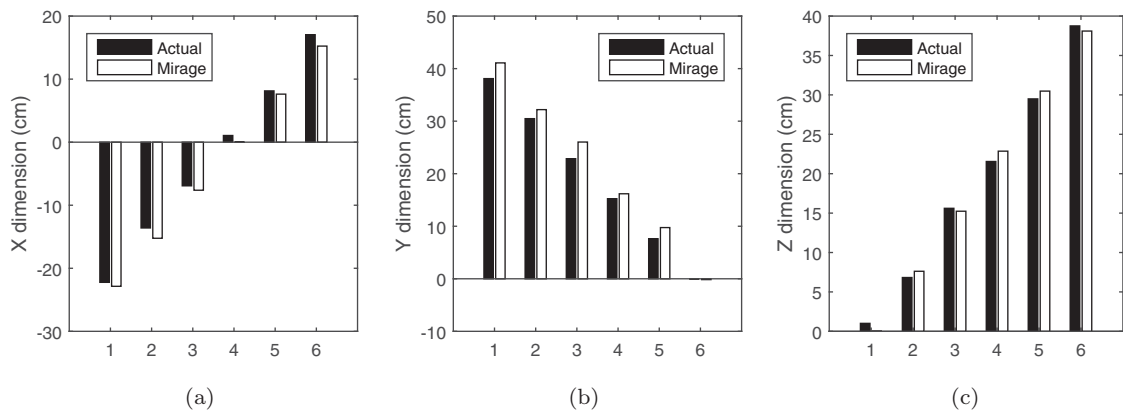 20
10
0
-10
-20
-30
X dimension (cm)
Actual
Mirage
1 2 3 4 5 6
(a)
50
40
30
20
10
0
-10
Y dimension (cm)
Actual
Mirage
1 2 3 4 5 6
(b)
40
35
30
25
20
15
10
5
0
Z dimension (cm)
Actual
Mirage
1 2 3 4 5 6
(c)